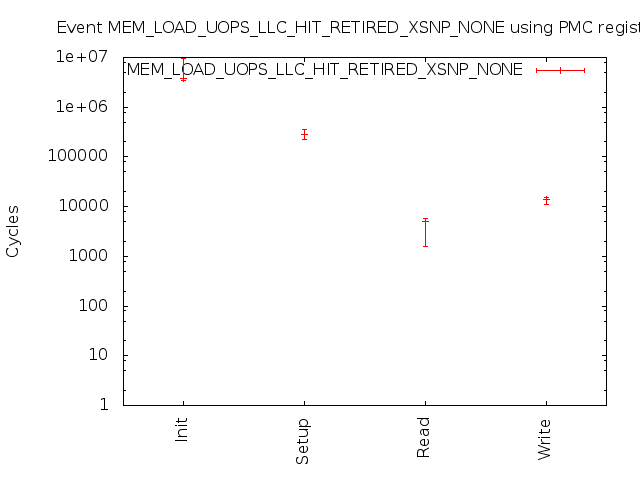 Event MEM_LOAD_UOPS_LLC_HIT_RETIRED_XSNP_NONE using PMC regist
MEM_LOAD_UOPS_LLC_HIT_RETIRED_XSNP_NONE
1e+07
1e+06
100000
10000
1000
100
10
1
Cycles
Init
Setup
Read
Write